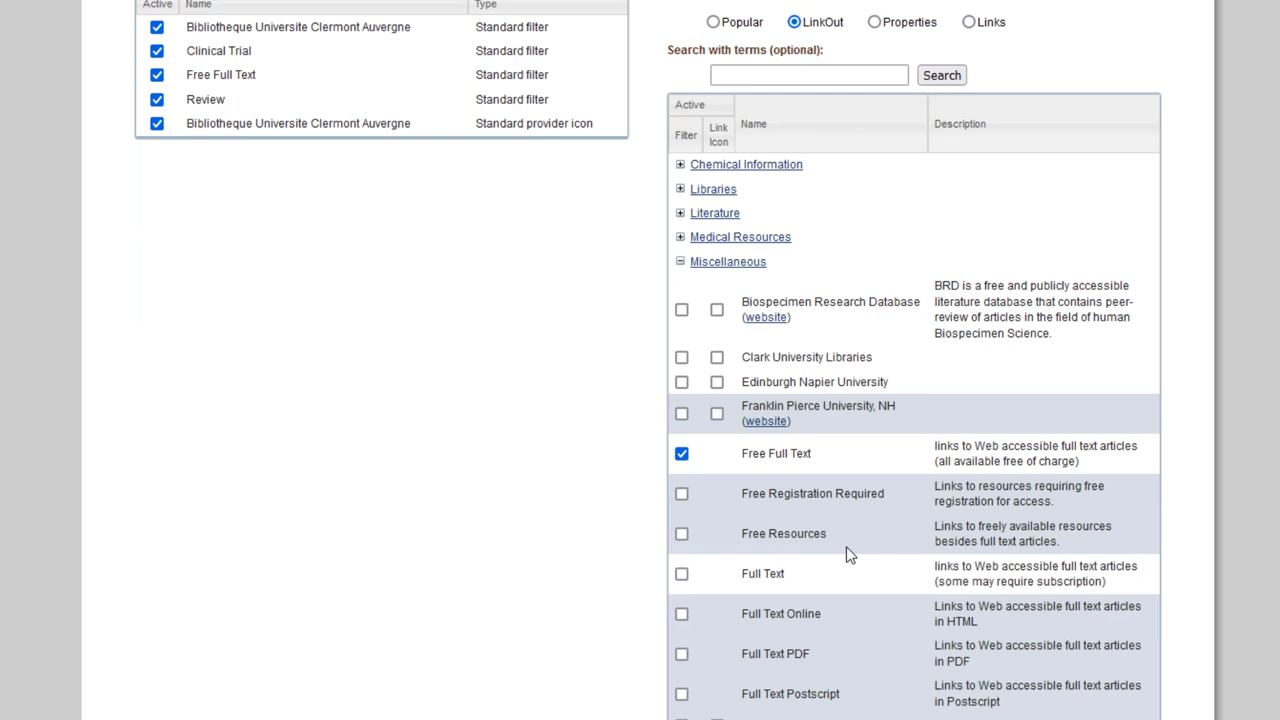 Active Name Type
Bibliotheque Universite Clermont Auvergne Standard filter
Clinical Trial Standard filter
Free Full Text Standard filter
Review Standard filter
Bibliotheque Universite Clermont Auvergne Standard provider icon
Popular LinkOut Properties Links
Search with terms (optional):
Search
Active
Filter
Link
Icon
Name
Description
Chemical Information
Libraries
Literature
Medical Resources
Miscellaneous
Biospecimen Research Database
(website)
BRD is a free and publicly accessible
literature database that contains peer-
review of articles in the field of human
Biospecimen Science.
Clark University Libraries
Edinburgh Napier University
Franklin Pierce University, NH
(website)
Free Full Text
links to Web accessible full text articles
(all available free of charge)
Free Registration Required
Links to resources requiring free
registration for access.
Free Resources
Links to freely available resources
besides full text articles.
Full Text
links to Web accessible full text articles
(some may require subscription)
Full Text Online
Links to Web accessible full text articles
in HTML
Full Text PDF
Links to Web accessible full text articles
in PDF
Full Text Postscript
Links to Web accessible full text articles
in Postscript